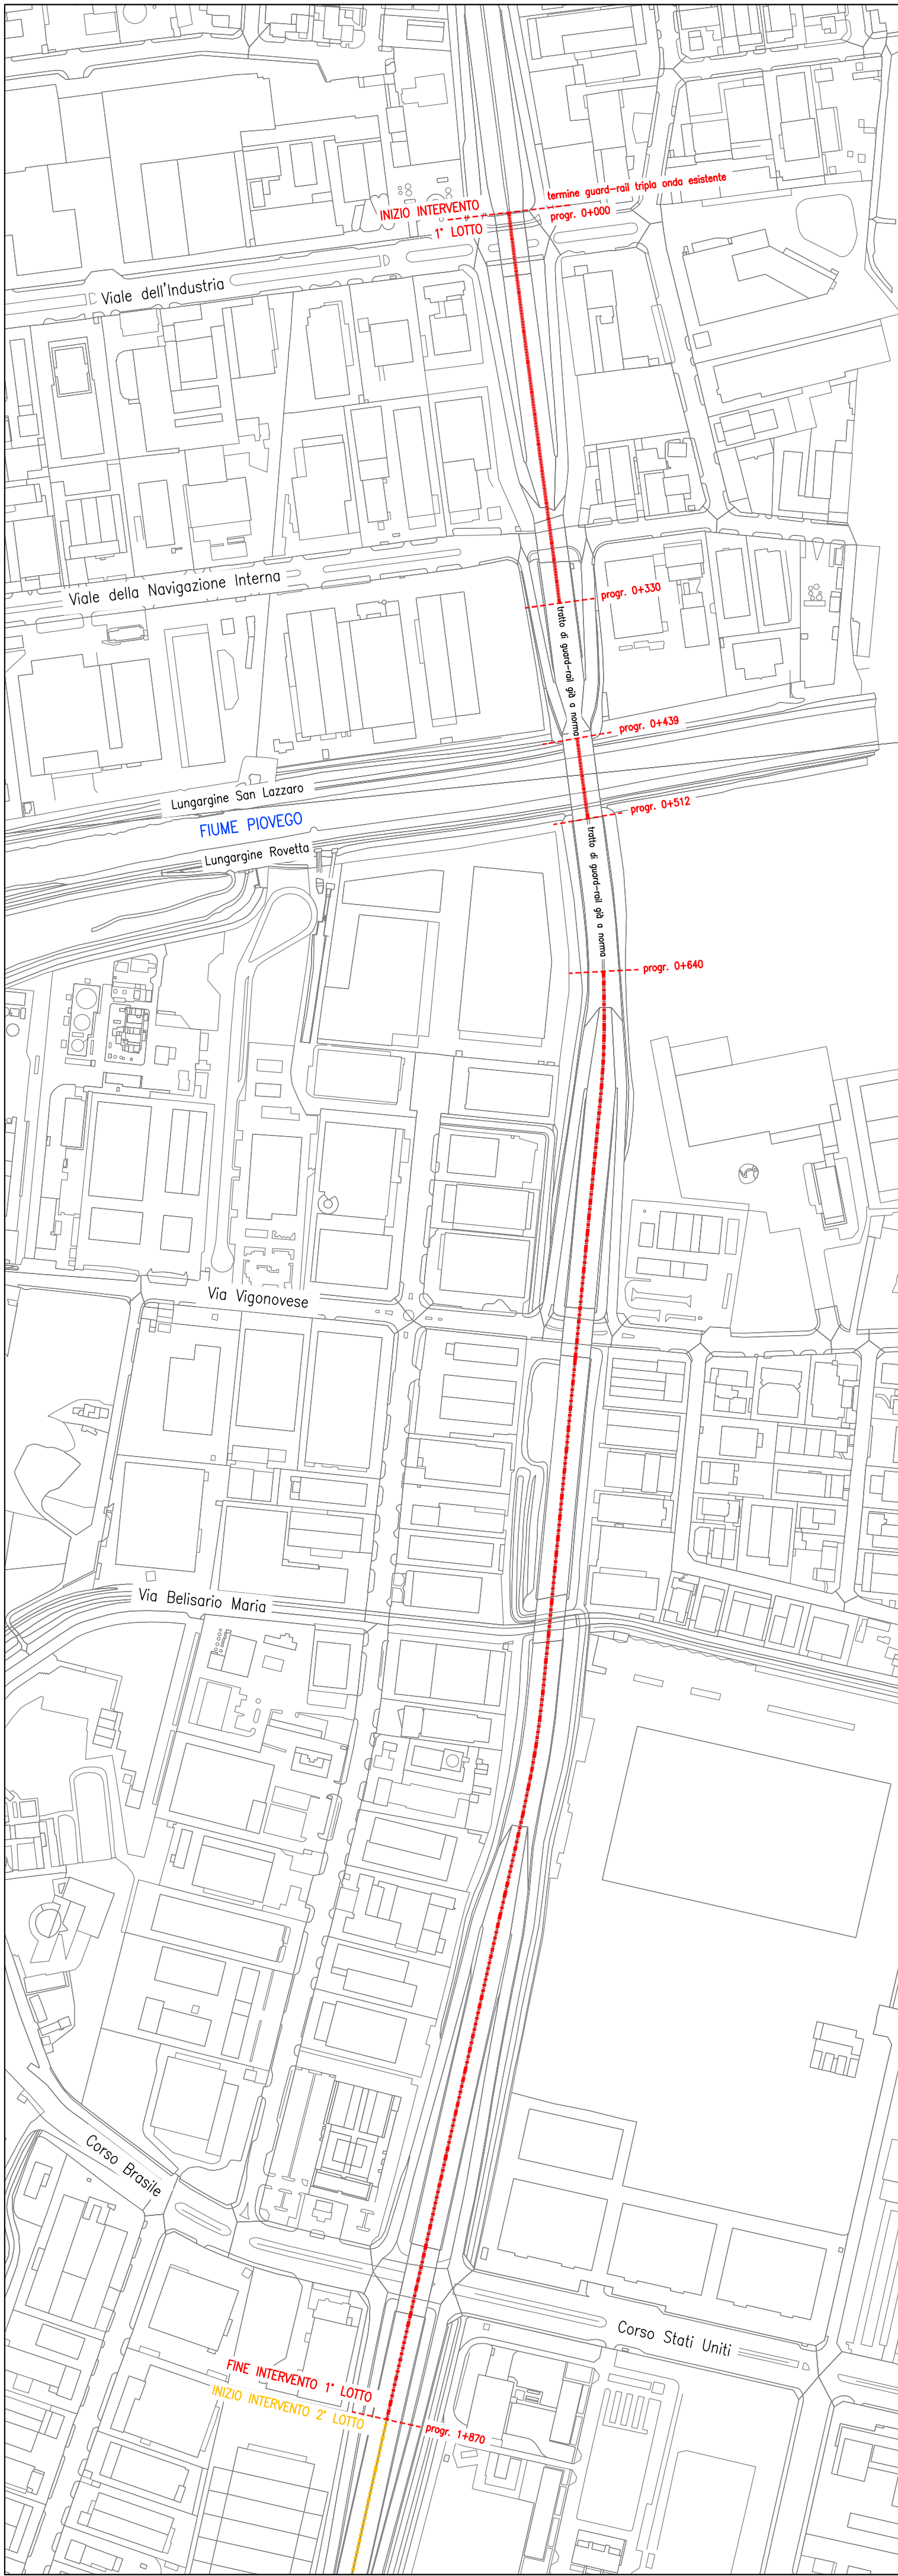 termine guard-rail tripla onda esistente
INIZIO INTERVENTO
progr. 0+000
1° LOTTO
Viale dell'Industria
Viale della Navigazione Interna
progr. 0+330
tratto di guard-rail già a norma
progr. 0+439
Lungargine San Lazzaro
progr. 0+512
FIUME PIOVEGO
Lungargine Rovetta
tratto di guard-rail già a norma
progr. 0+640
Via Vigonovese
Via Belisario Maria
Corso Brasile
Corso Stati Uniti
FINE INTERVENTO 1° LOTTO
INIZIO INTERVENTO 2° LOTTO
progr. 1+870